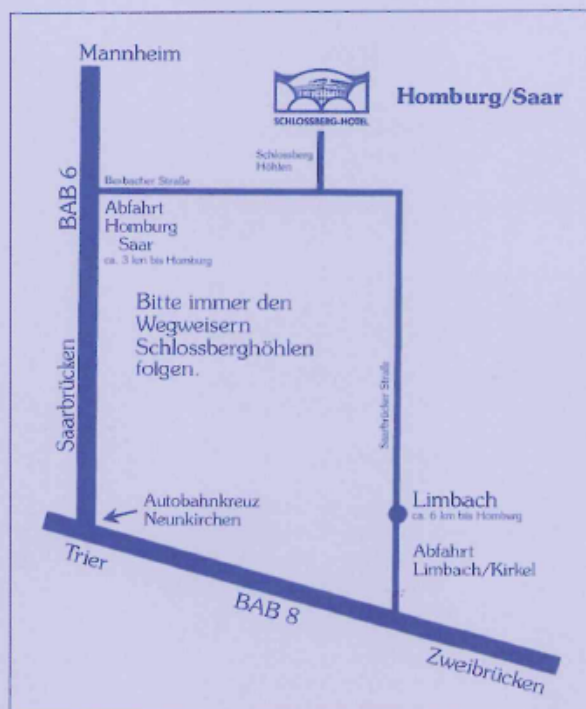 Mannheim
SCHLOSSBERG-HOTEL
Homburg/Saar
Schlossberg
Höhlen
Bexbacher Straße
BAB 6
Abfahrt
Homburg
Saar
ca. 3 km bis Homburg
Bitte immer den
Wegweisern
Schlossberghöhlen
folgen.
Saarbrücken
Saarbrücker Straße
Autobahnkreuz
Neunkirchen
Limbach
ca. 6 km bis Homburg
Abfahrt
Limbach/Kirkel
Trier
BAB 8
Zweibrücken